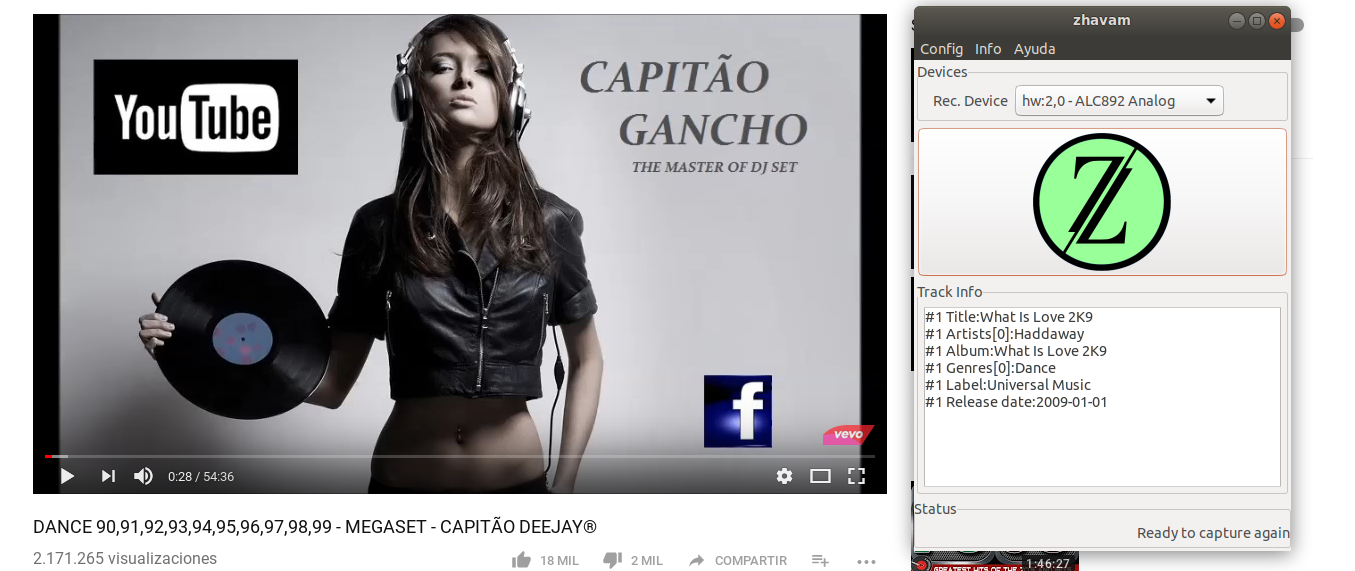 YouTube
CAPITÃO
GANCHO
THE MASTER OF DJ SET
f
vevo
0:28 / 54:36
DANCE 90,91,92,93,94,95,96,97,98,99 - MEGASET - CAPITÃO DEEJAY®
2.171.265 visualizaciones
18 MIL
2 MIL
COMPARTIR
zhavam
Config Info Ayuda
Devices
Rec. Device hw:2,0 - ALC892 Analog
Z
Track Info
#1 Title:What Is Love 2K9
#1 Artists[0]:Haddaway
#1 Album:What Is Love 2K9
#1 Genres[0]:Dance
#1 Label:Universal Music
#1 Release date:2009-01-01
Status
Ready to capture again
1:46:27
GREATEST HITS OF THE